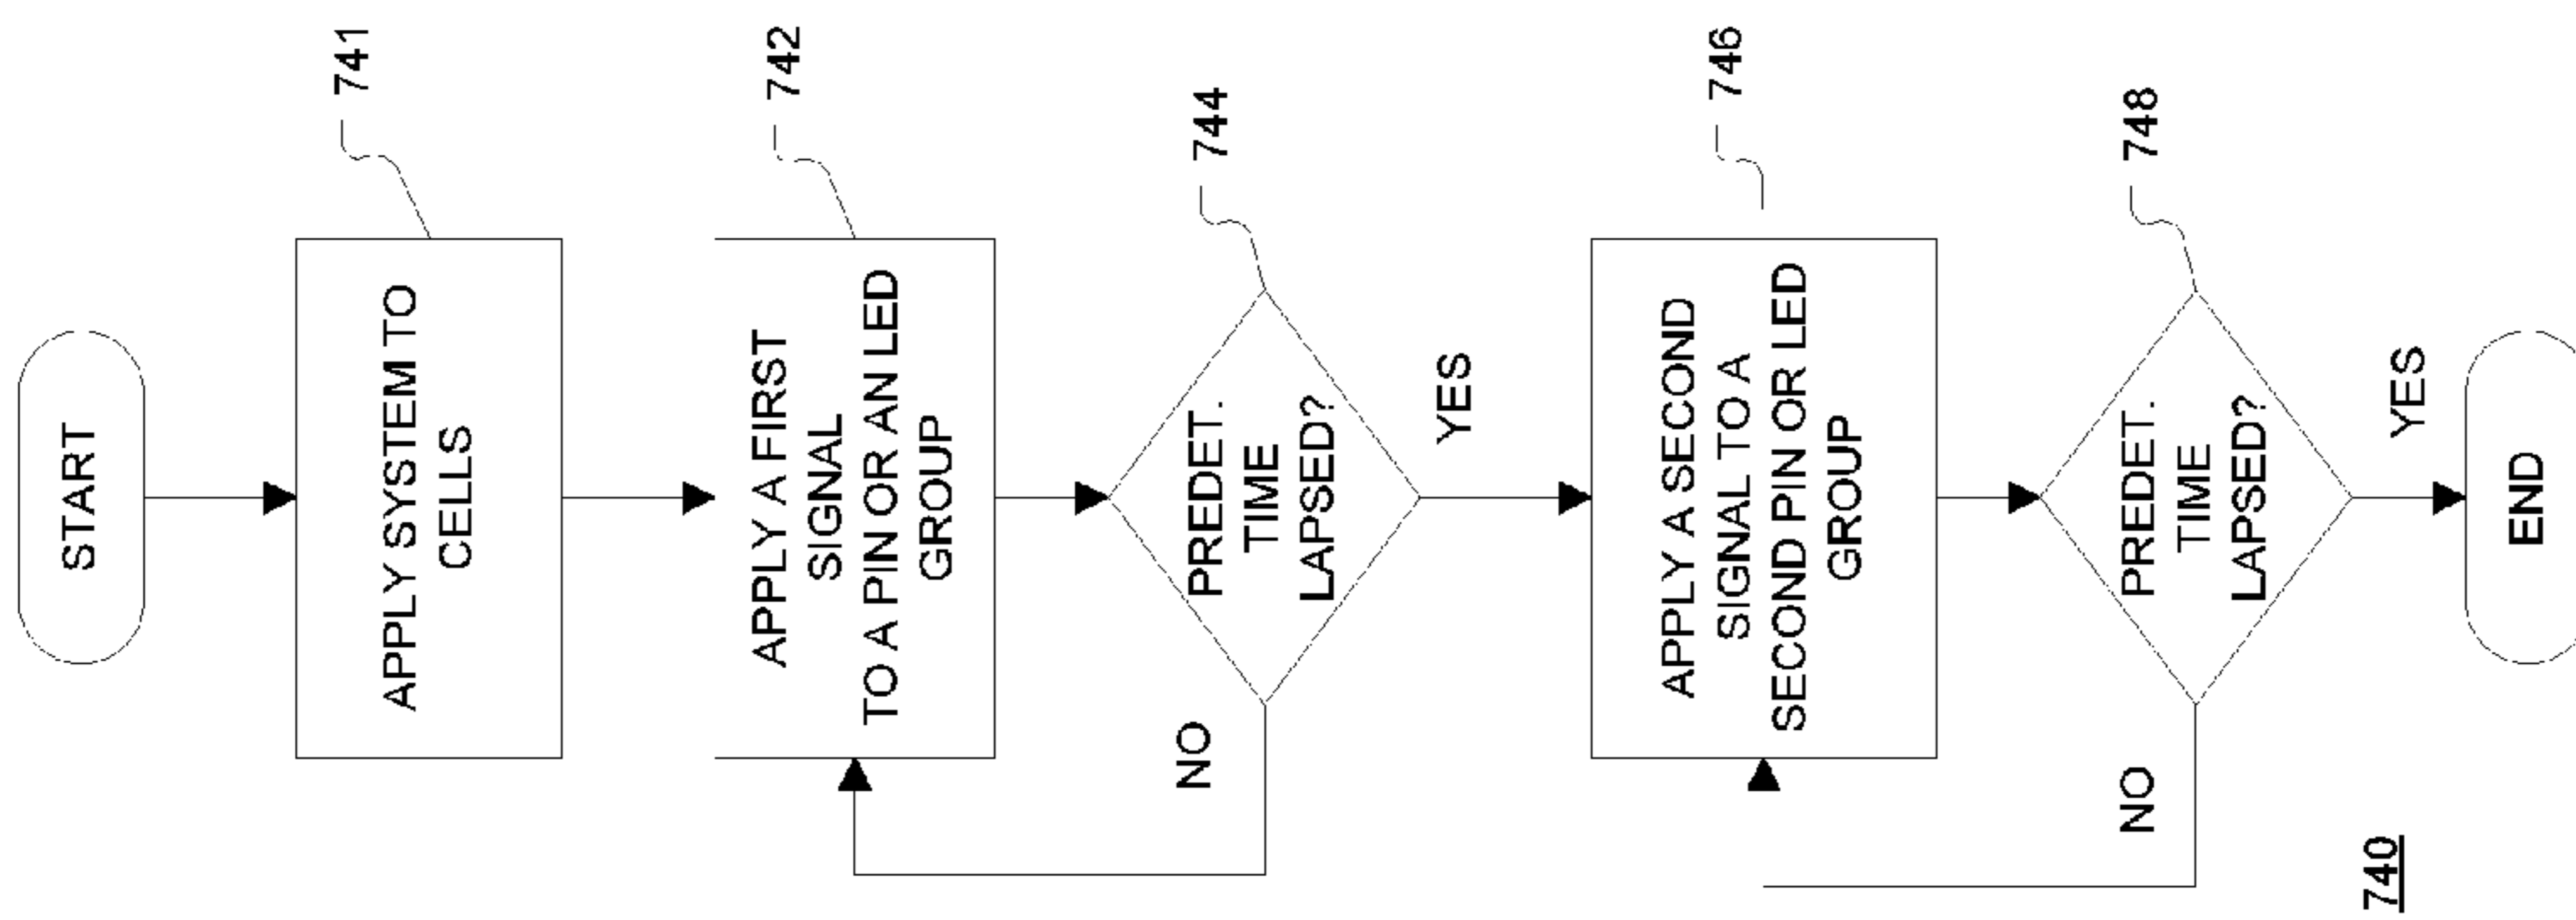 START
APPLY SYSTEM TO
CELLS
741
APPLY A FIRST
SIGNAL
TO A PIN OR AN LED
GROUP
742
PREDET.
TIME
LAPSED?
744
NO
YES
APPLY A SECOND
SIGNAL TO A
SECOND PIN OR LED
GROUP
746
PREDET.
TIME
LAPSED?
748
NO
YES
END
740